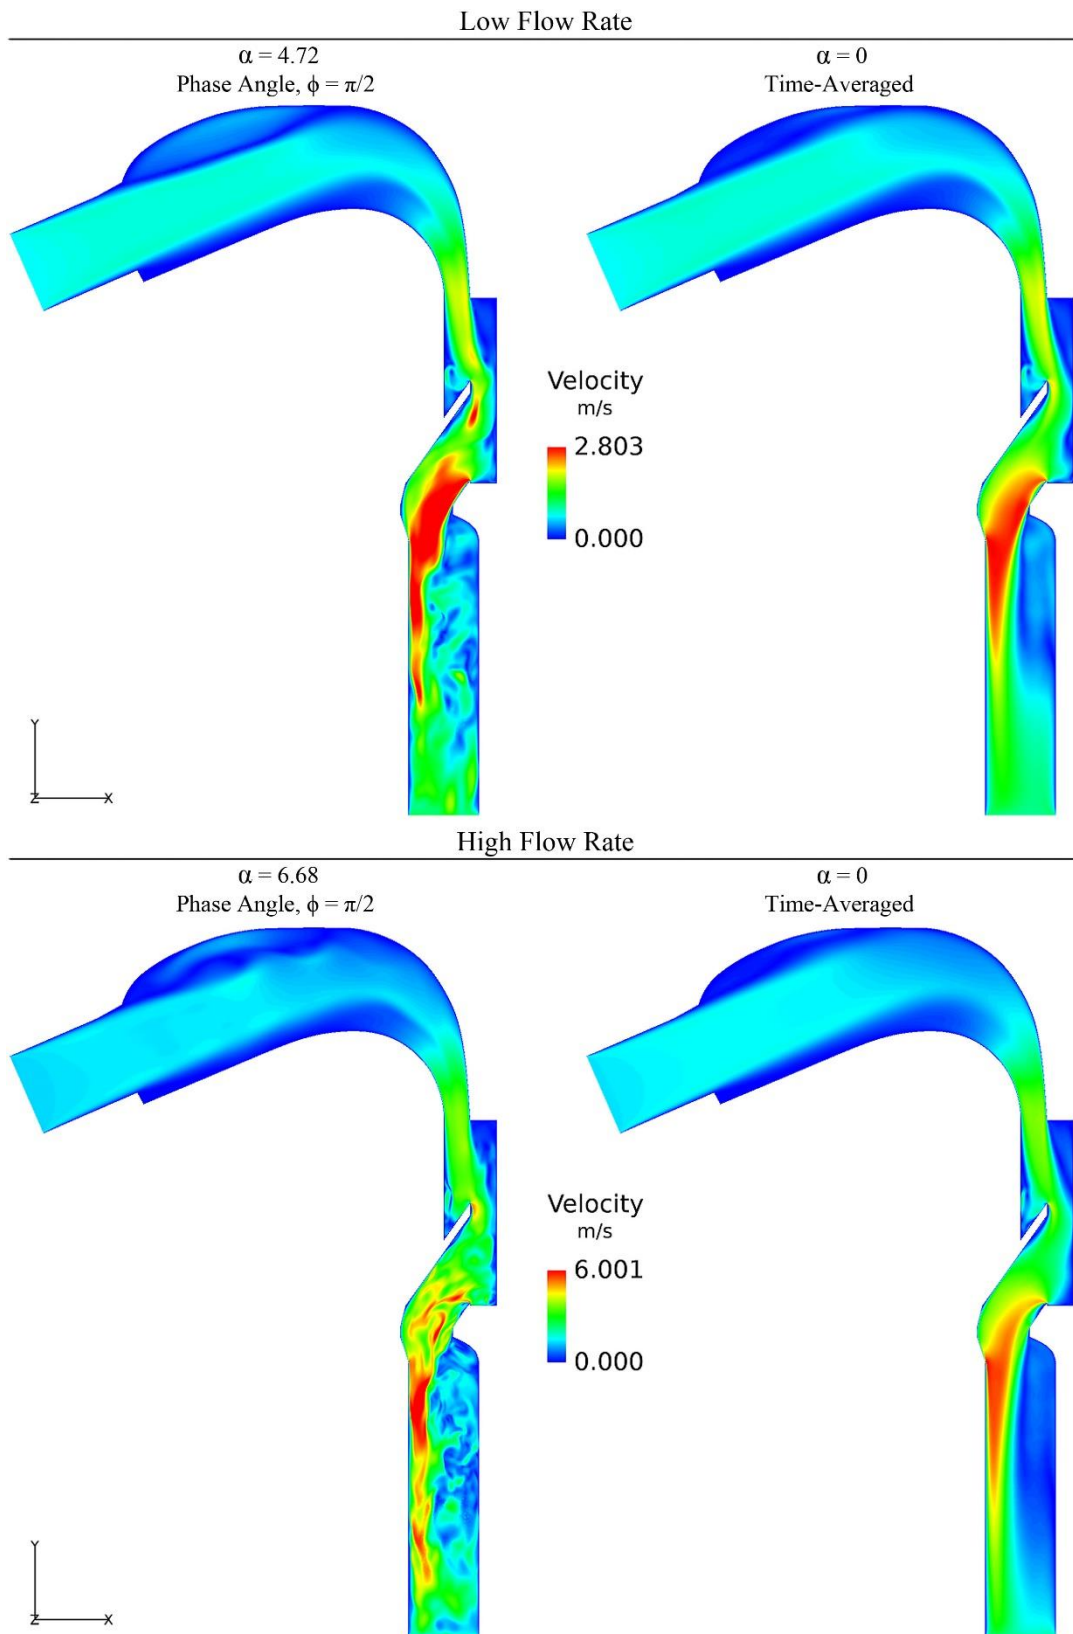 Low Flow Rate
α = 4.72
Phase Angle, ϕ = π/2
α = 0
Time-Averaged
Velocity
m/s
2.803
0.000
Y
Z X
High Flow Rate
α = 6.68
Phase Angle, ϕ = π/2
α = 0
Time-Averaged
Velocity
m/s
6.001
0.000
Y
Z X